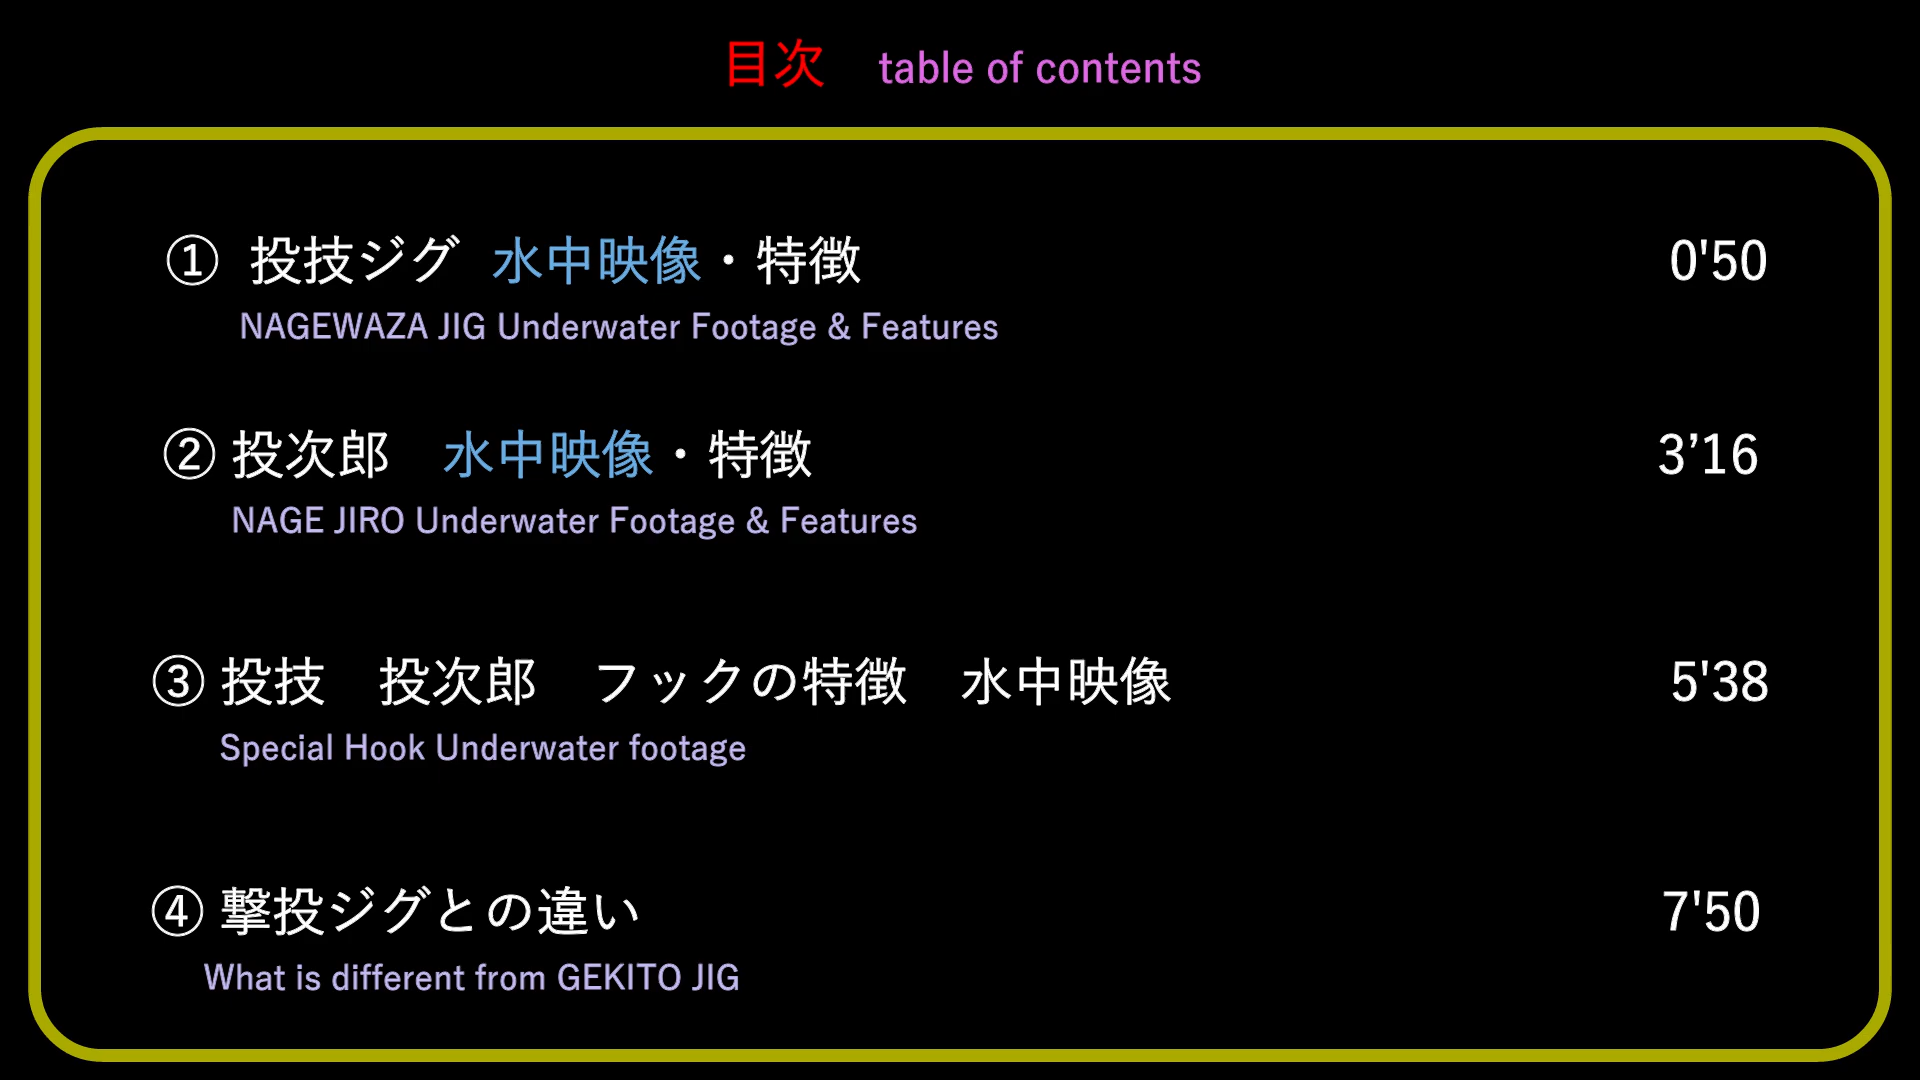 目次　table of contents
① 投技ジグ 水中映像・特徴 0'50
NAGEWAZA JIG Underwater Footage & Features
② 投次郎　水中映像・特徴 3’16
NAGE JIRO Underwater Footage & Features
③ 投技　投次郎　フックの特徴　水中映像 5'38
Special Hook Underwater footage
④ 撃投ジグとの違い 7'50
What is different from GEKITO JIG